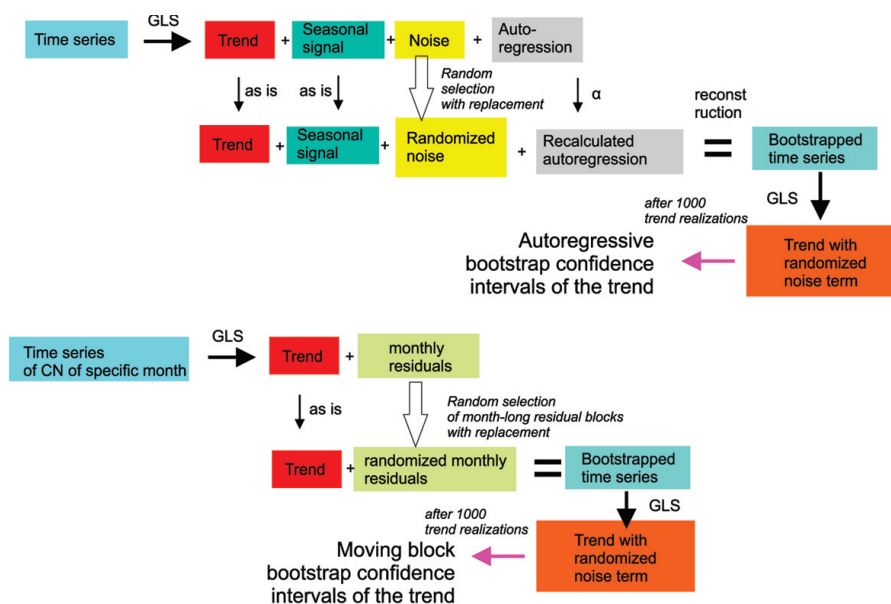 GLS
Time series
Trend
+
Seasonal
signal
+
Noise
+
Auto-
regression
as is
as is
Random
selection
with replacement
α
reconst
ruction
Trend
+
Seasonal
signal
+
Randomized
noise
+
Recalculated
autoregression
=
Bootstrapped
time series
GLS
after 1000
trend realizations
Autoregressive
bootstrap confidence
intervals of the trend
Trend with
randomized
noise term
GLS
Time series
of CN of specific month
Trend
+
monthly
residuals
as is
Random selection
of month-long residual blocks
with replacement
Trend
+
randomized monthly
residuals
=
Bootstrapped
time series
GLS
after 1000
trend realizations
Moving block
bootstrap confidence
intervals of the trend
Trend with
randomized
noise term